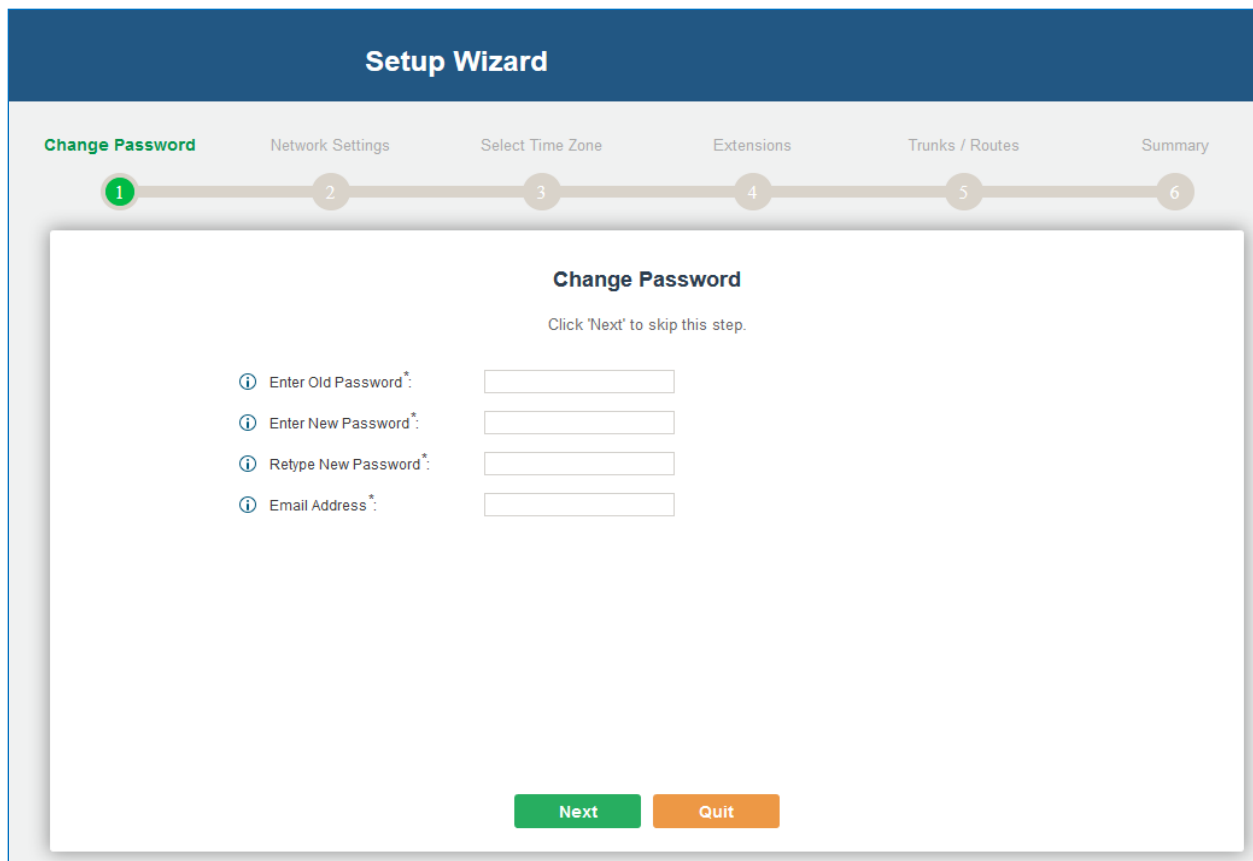 Setup Wizard
Change Password Network Settings Select Time Zone Extensions Trunks / Routes Summary
1 2 3 4 5 6
Change Password
Click 'Next' to skip this step.
Enter Old Password*:
Enter New Password*:
Retype New Password*:
Email Address*:
Next Quit